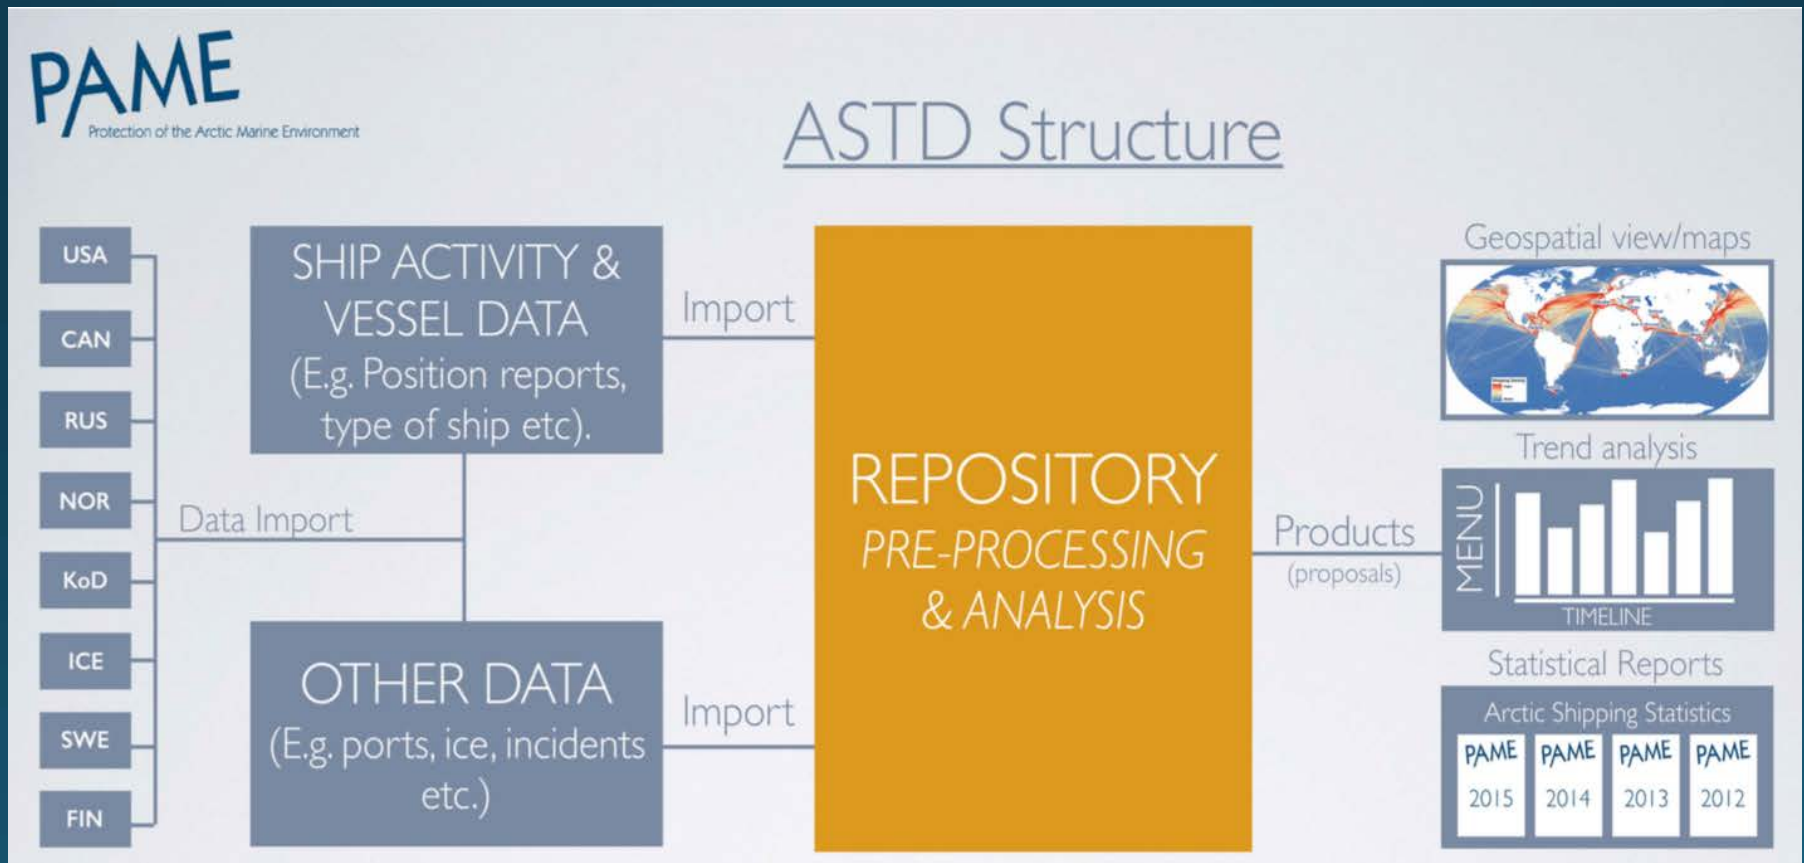 PAME
Protection of the Arctic Marine Environment
ASTD Structure
USA
CAN
RUS
NOR
KoD
ICE
SWE
FIN
Data Import
SHIP ACTIVITY &
VESSEL DATA
(E.g. Position reports,
type of ship etc).
OTHER DATA
(E.g. ports, ice, incidents
etc.)
Import
Import
REPOSITORY
PRE-PROCESSING
& ANALYSIS
Products
(proposals)
Geospatial view/maps
Trend analysis
MENU
TIMELINE
Statistical Reports
Arctic Shipping Statistics
PAME
2015
PAME
2014
PAME
2013
PAME
2012